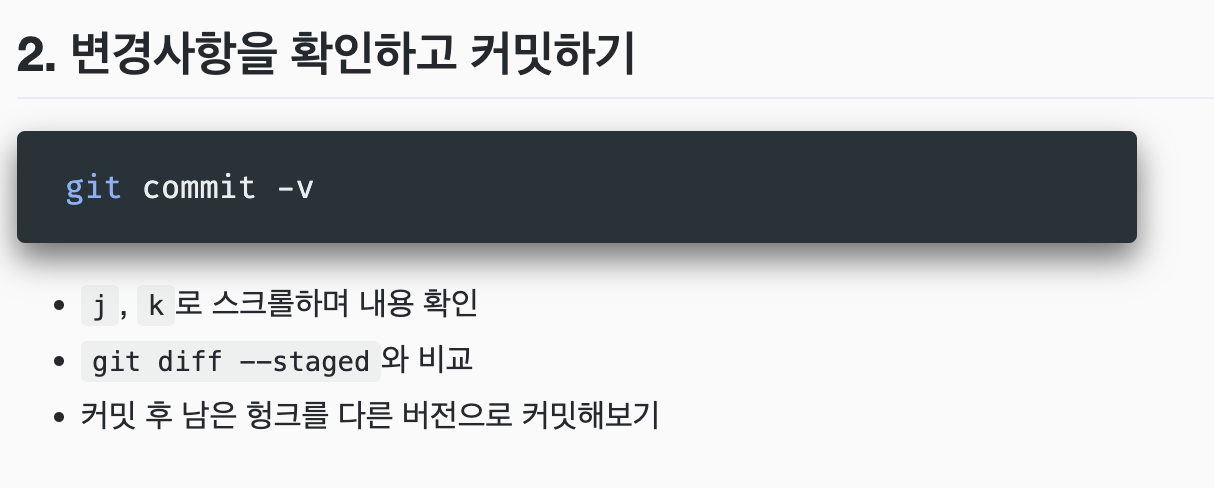 2. 변경사항을 확인하고 커밋하기
git commit -v
• j, k로 스크롤하며 내용 확인
• git diff --staged와 비교
• 커밋 후 남은 헝크를 다른 버전으로 커밋해보기